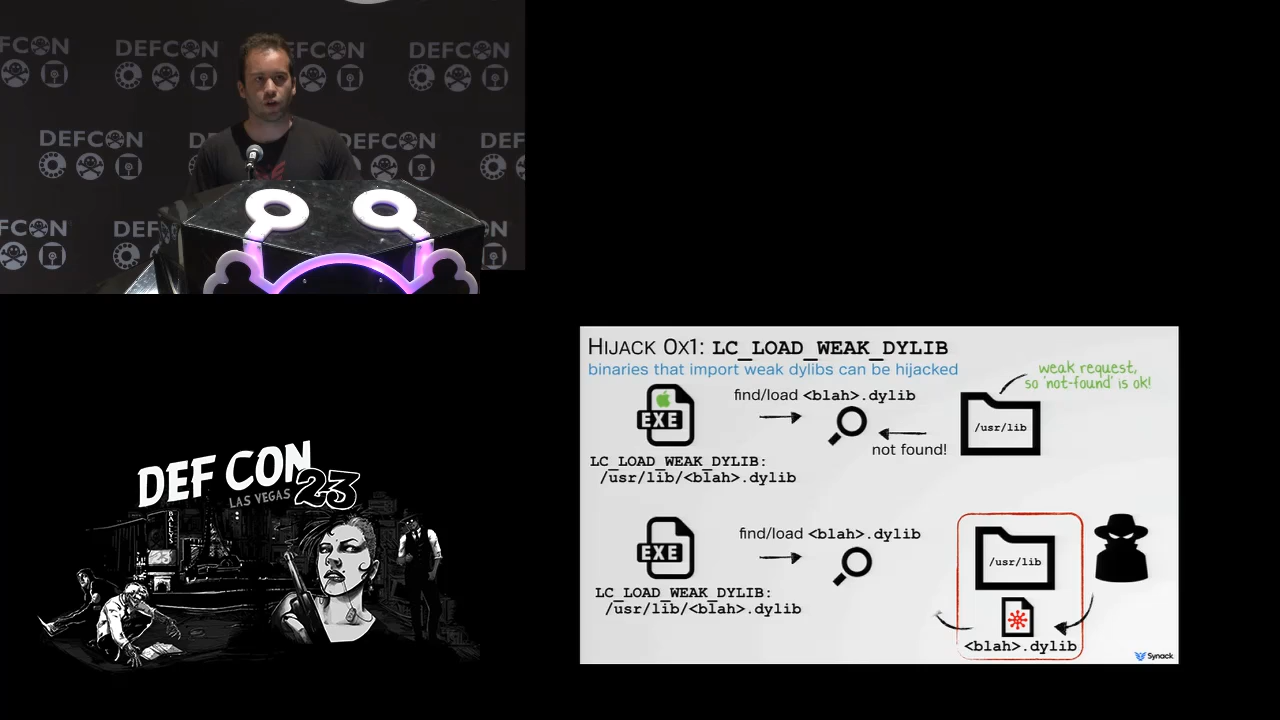 DEFCON
DEFCON
DEFCON
DEFCON
DEFCON
DEFCON
HIJACK 0X1: LC_LOAD_WEAK_DYLIB
binaries that import weak dylibs can be hijacked
weak request,
so 'not-found' is ok!
find/load <blah>.dylib
EXE
/usr/lib
not found!
LC_LOAD_WEAK_DYLIB:
/usr/lib/<blah>.dylib
find/load <blah>.dylib
EXE
/usr/lib
LC_LOAD_WEAK_DYLIB:
/usr/lib/<blah>.dylib
<blah>.dylib
Synack
DEF CON
LAS VEGAS 23
BALLYS